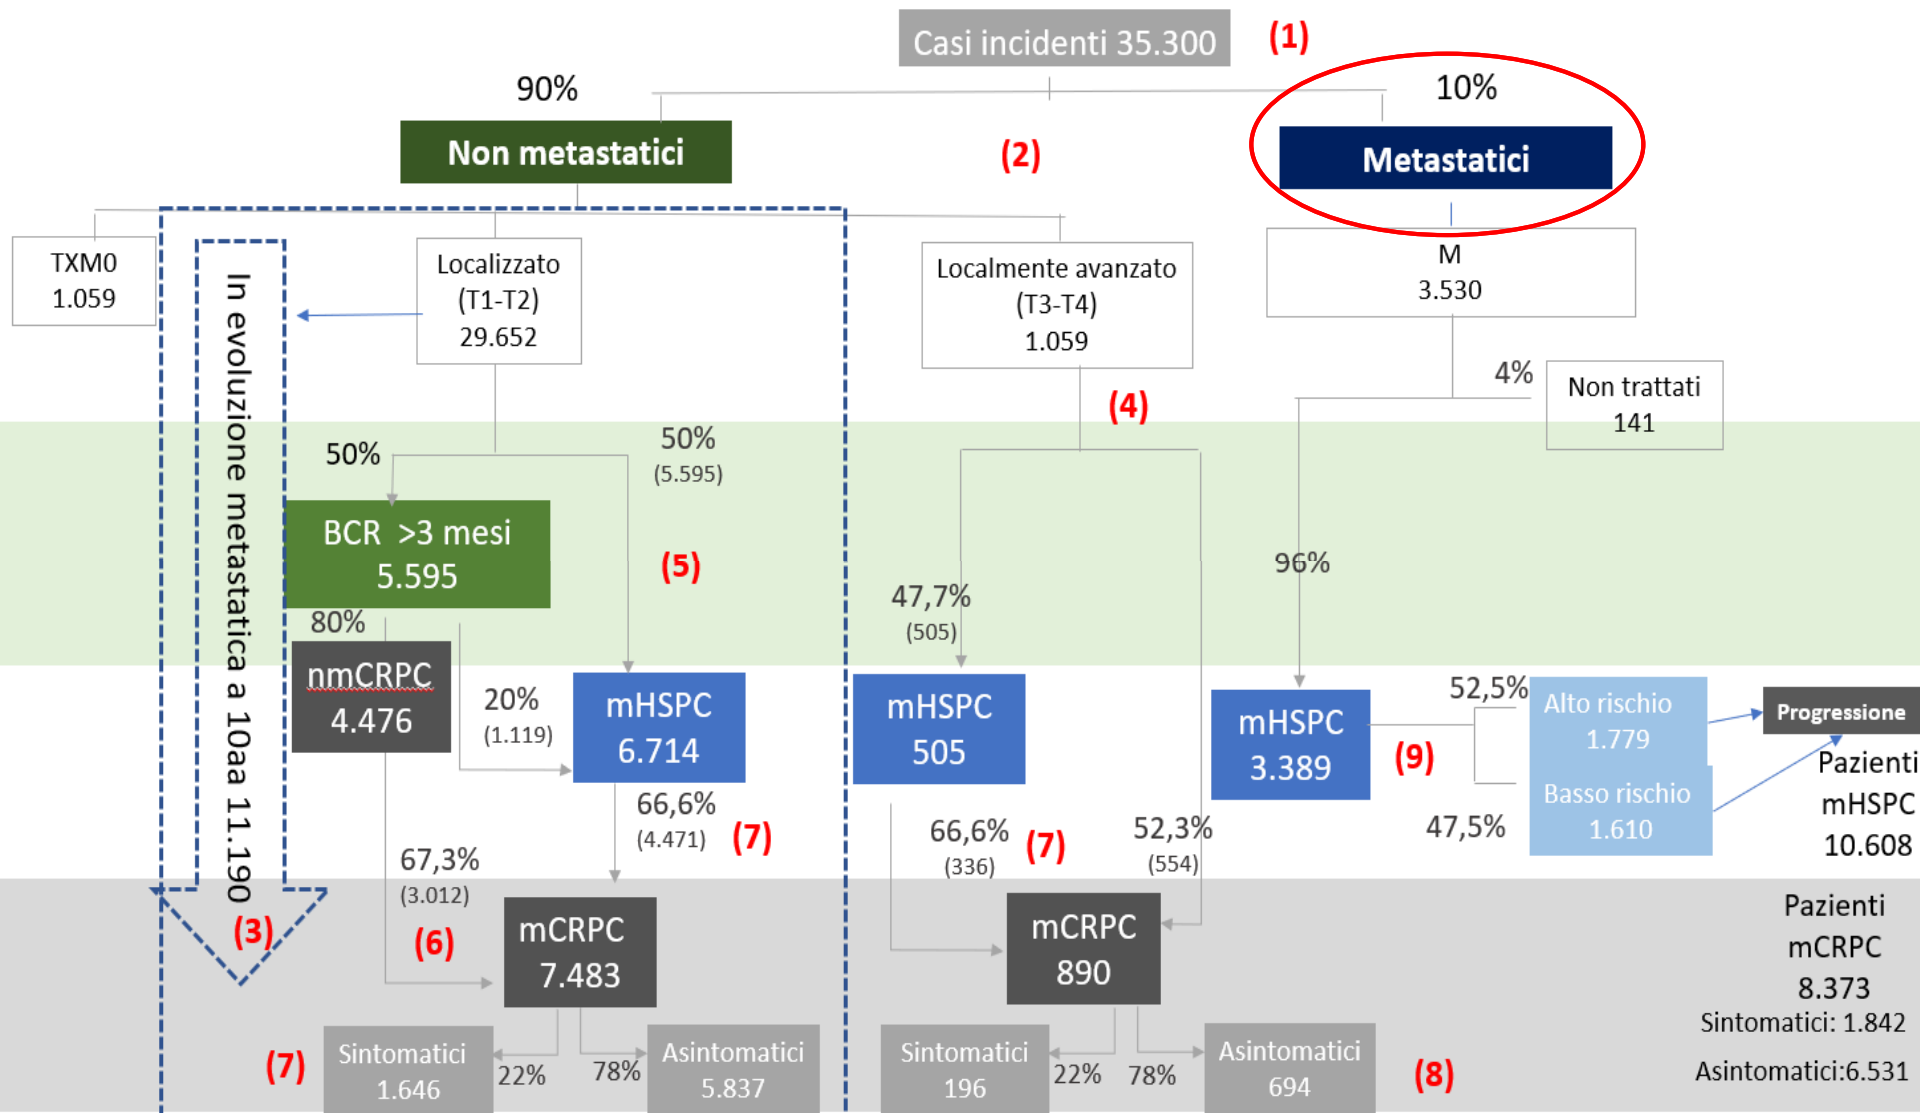 Casi incidenti 35.300
(1)
90%
10%
Non metastatici
(2)
Metastatici
TXM0
1.059
Localizzato
(T1-T2)
29.652
Localmente avanzato
(T3-T4)
1.059
M
3.530
In evoluzione metastatica a 10aa 11.190
(3)
4%
Non trattati
141
(4)
50%
50%
(5.595)
BCR >3 mesi
5.595
(5)
47,7%
(505)
96%
80%
nmCRPC
4.476
20%
(1.119)
mHSPC
6.714
mHSPC
505
mHSPC
3.389
(9)
52,5%
47,5%
Alto rischio
1.779
Basso rischio
1.610
Progressione
Pazienti
mHSPC
10.608
66,6%
(4.471)
(7)
66,6%
(336)
(7)
52,3%
(554)
67,3%
(3.012)
(6)
mCRPC
7.483
mCRPC
890
Pazienti
mCRPC
8.373
Sintomatici: 1.842
Asintomatici:6.531
(7)
Sintomatici
1.646
22%
78%
Asintomatici
5.837
Sintomatici
196
22%
78%
Asintomatici
694
(8)